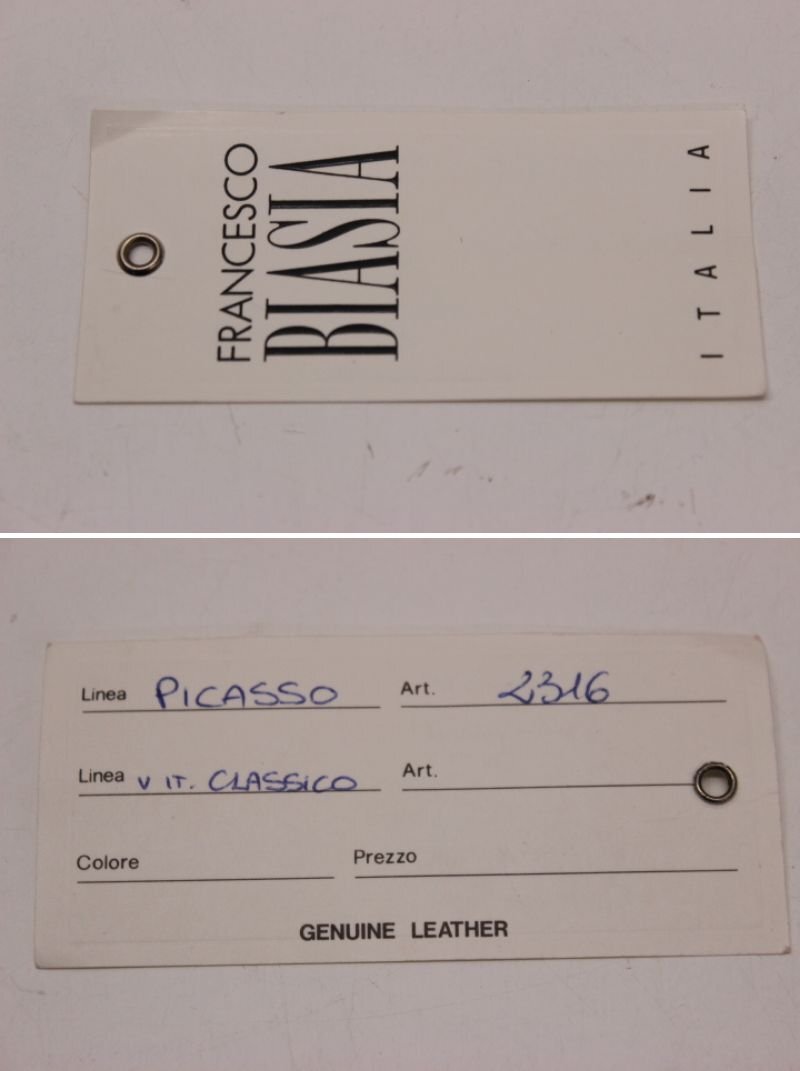 FRANCESCO
BIASIA
ITALIA
Linea PICASSO Art. 2316
Linea V IT. CLASSICO Art.
Colore Prezzo
GENUINE LEATHER